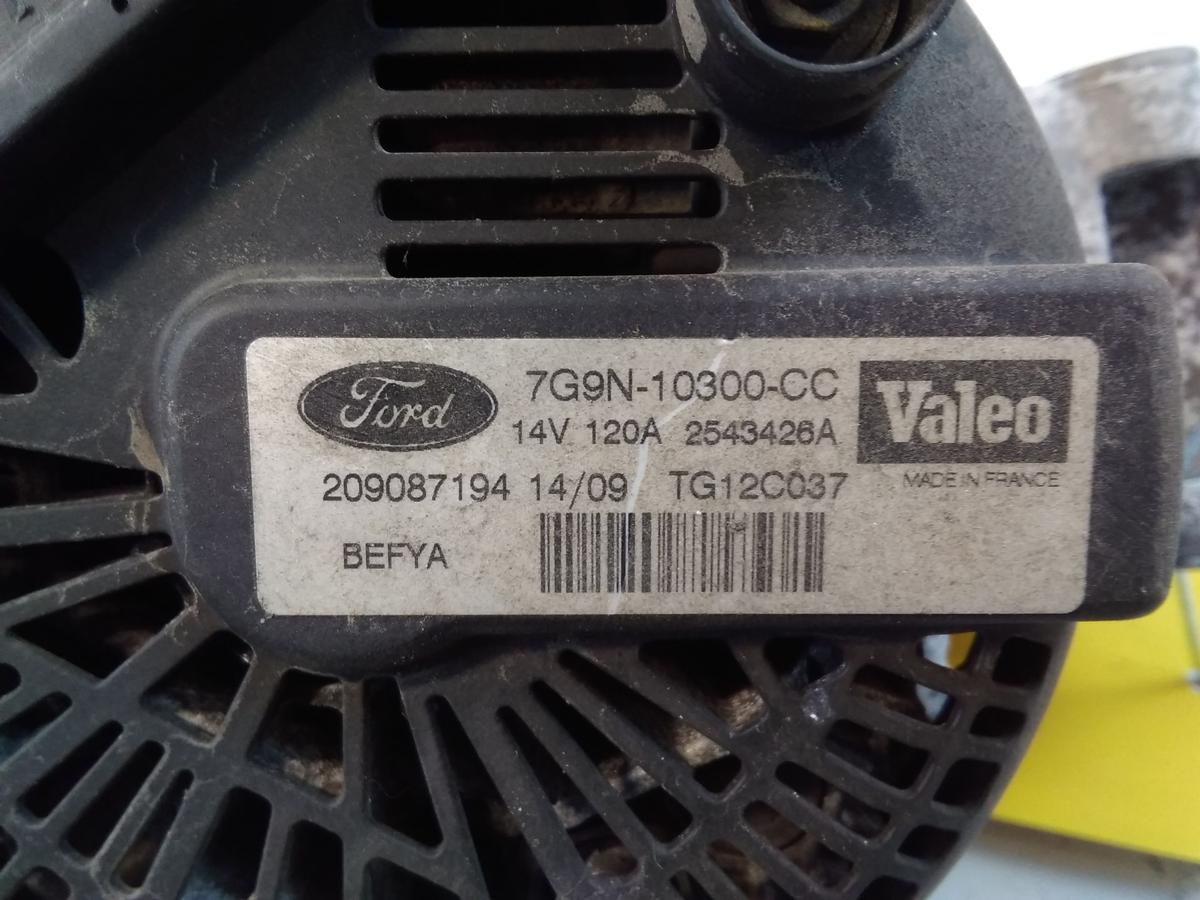 Ford
7G9N-10300-CC
14V 120A 2543426A
Valeo
MADE IN FRANCE
209087194 14/09 TG12C037
BEFYA